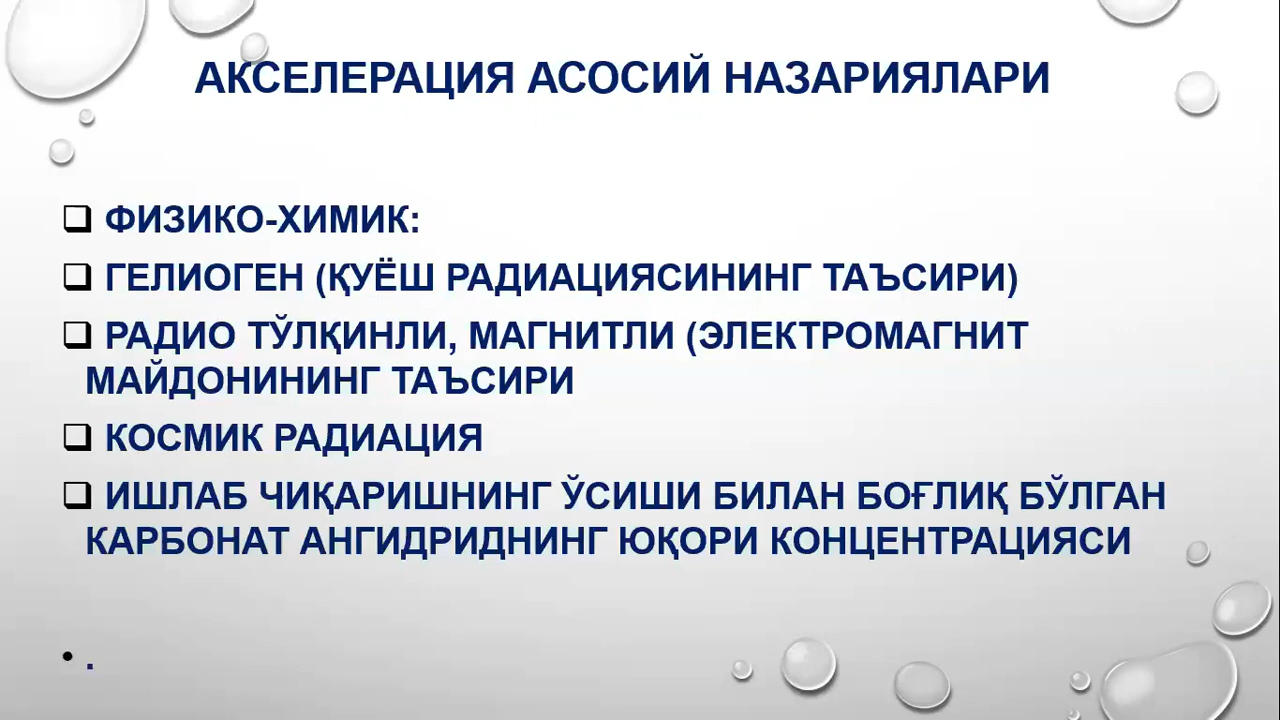 АКСЕЛЕРАЦИЯ АСОСИЙ НАЗАРИЯЛАРИ
❑ ФИЗИКО-ХИМИК:
❑ ГЕЛИОГЕН (ҚУЁШ РАДИАЦИЯСИНИНГ ТАЪСИРИ)
❑ РАДИО ТЎЛҚИНЛИ, МАГНИТЛИ (ЭЛЕКТРОМАГНИТ
МАЙДОНИНИНГ ТАЪСИРИ
❑ КОСМИК РАДИАЦИЯ
❑ ИШЛАБ ЧИҚАРИШНИНГ ЎСИШИ БИЛАН БОҒЛИҚ БЎЛГАН
КАРБОНАТ АНГИДРИДНИНГ ЮҚОРИ КОНЦЕНТРАЦИЯСИ
• .